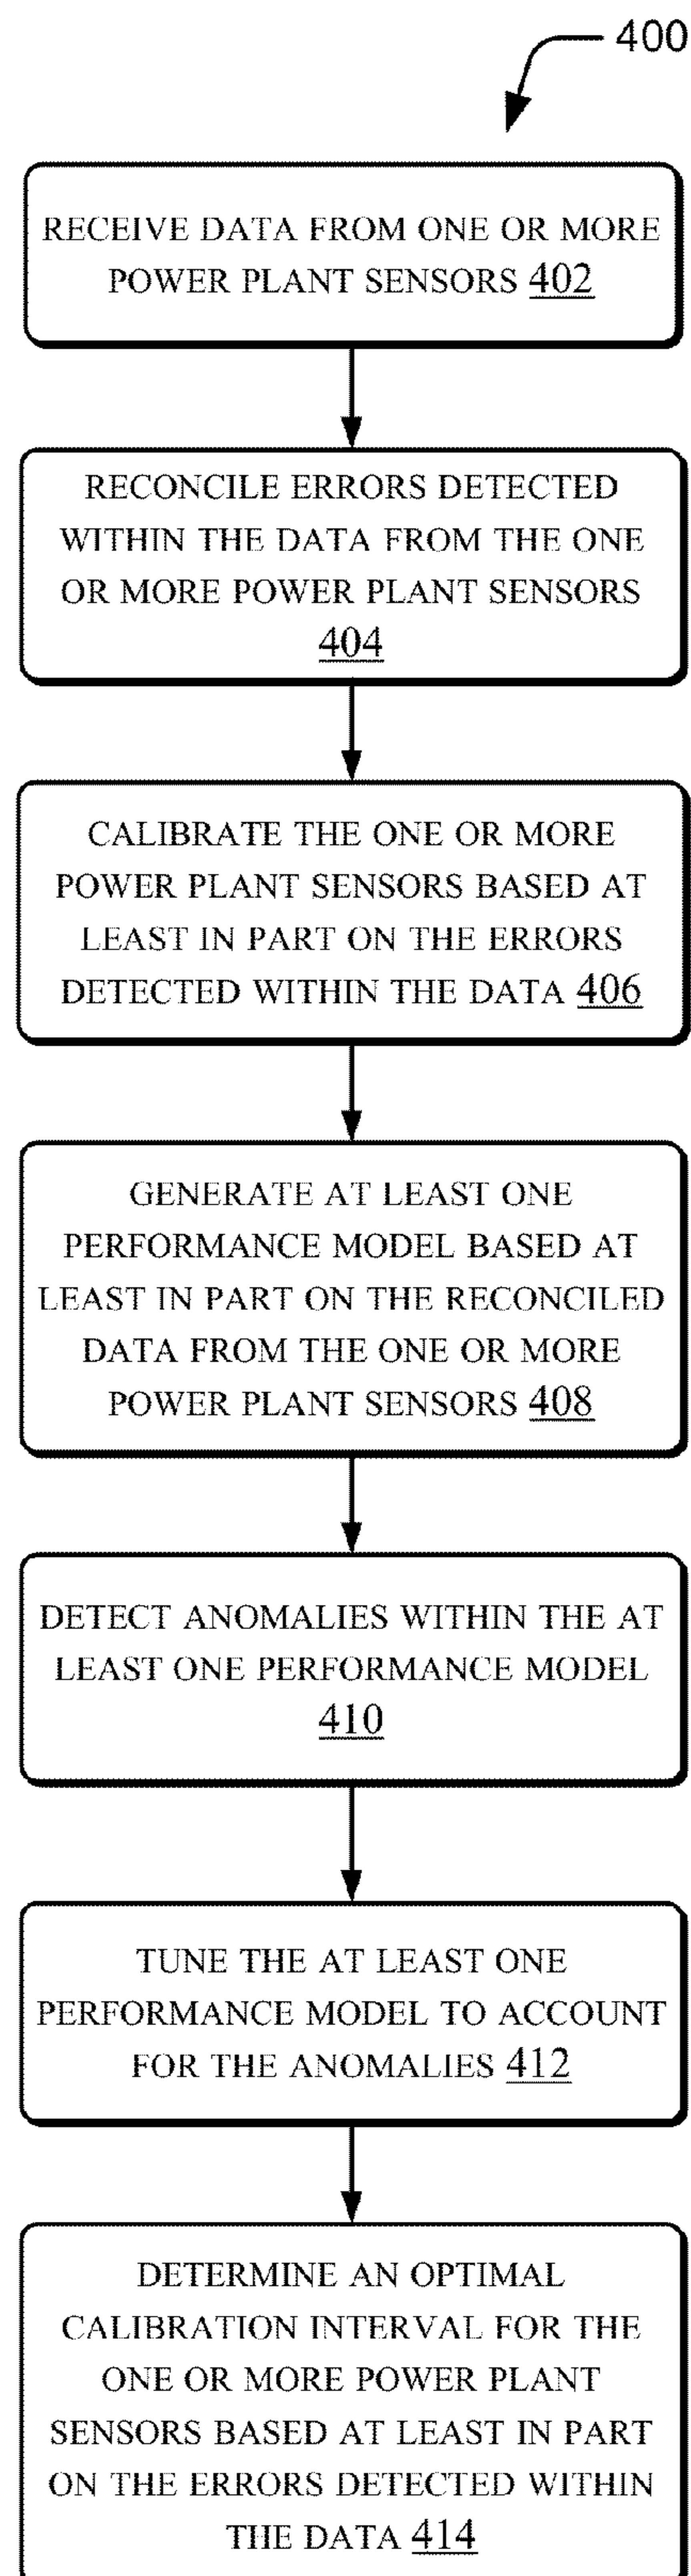 400
RECEIVE DATA FROM ONE OR MORE
POWER PLANT SENSORS 402
RECONCILE ERRORS DETECTED
WITHIN THE DATA FROM THE ONE
OR MORE POWER PLANT SENSORS
404
CALIBRATE THE ONE OR MORE
POWER PLANT SENSORS BASED AT
LEAST IN PART ON THE ERRORS
DETECTED WITHIN THE DATA 406
GENERATE AT LEAST ONE
PERFORMANCE MODEL BASED AT
LEAST IN PART ON THE RECONCILED
DATA FROM THE ONE OR MORE
POWER PLANT SENSORS 408
DETECT ANOMALIES WITHIN THE AT
LEAST ONE PERFORMANCE MODEL
410
TUNE THE AT LEAST ONE
PERFORMANCE MODEL TO ACCOUNT
FOR THE ANOMALIES 412
DETERMINE AN OPTIMAL
CALIBRATION INTERVAL FOR THE
ONE OR MORE POWER PLANT
SENSORS BASED AT LEAST IN PART
ON THE ERRORS DETECTED WITHIN
THE DATA 414